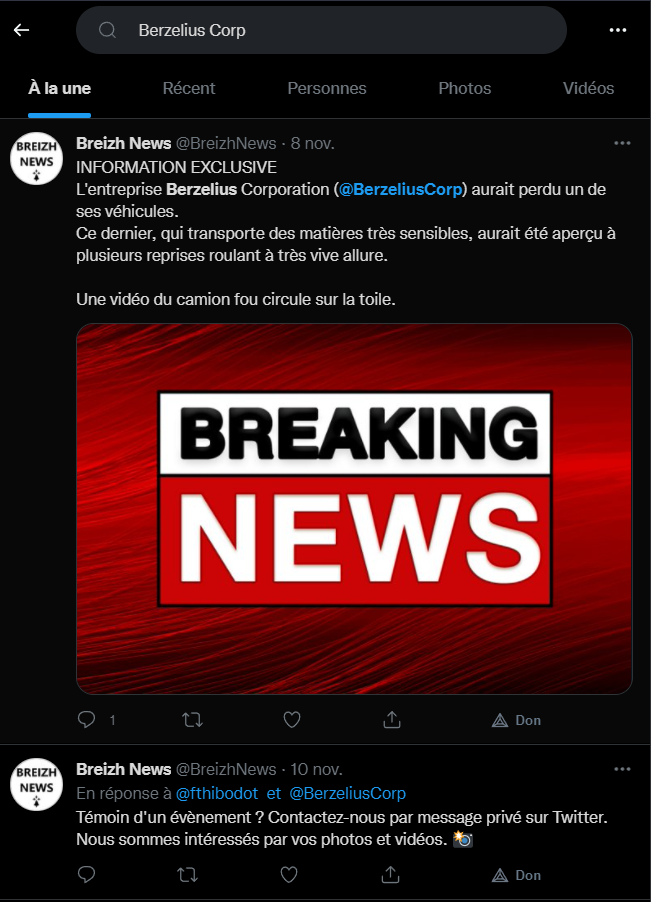 Berzelius Corp
À la une
Récent
Personnes
Photos
Vidéos
BREIZH
NEWS
Breizh News @BreizhNews · 8 nov.
INFORMATION EXCLUSIVE
L'entreprise Berzelius Corporation (@BerzeliusCorp) aurait perdu un de
ses véhicules.
Ce dernier, qui transporte des matières très sensibles, aurait été aperçu à
plusieurs reprises roulant à très vive allure.
Une vidéo du camion fou circule sur la toile.
BREAKING
NEWS
1
Don
BREIZH
NEWS
Breizh News @BreizhNews · 10 nov.
En réponse à @fthibodot et @BerzeliusCorp
Témoin d'un évènement ? Contactez-nous par message privé sur Twitter.
Nous sommes intéressés par vos photos et vidéos. 📸
Don